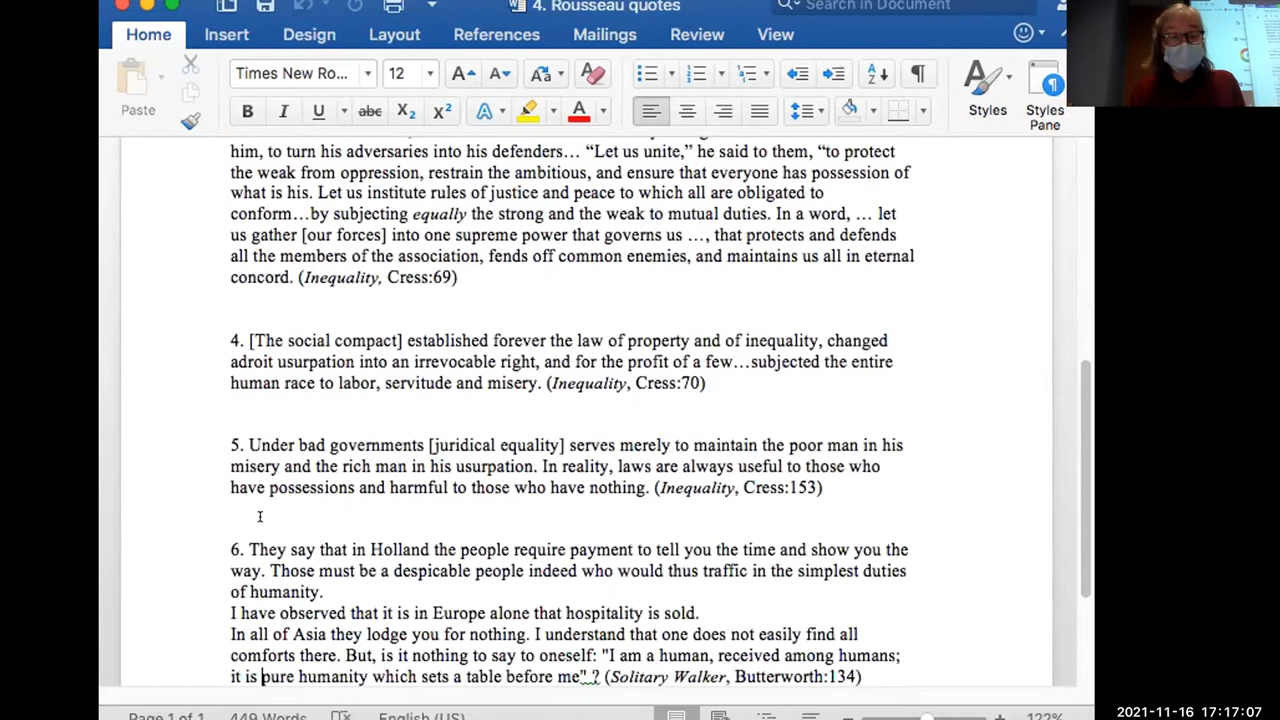 4. Rousseau quotes
Search in Document
Home Insert Design Layout References Mailings Review View
Paste
Times New Ro...
12
Styles
Styles
Pane
him, to turn his adversaries into his defenders… “Let us unite,” he said to them, “to protect
the weak from oppression, restrain the ambitious, and ensure that everyone has possession of
what is his. Let us institute rules of justice and peace to which all are obligated to
conform…by subjecting equally the strong and the weak to mutual duties. In a word, … let
us gather [our forces] into one supreme power that governs us …, that protects and defends
all the members of the association, fends off common enemies, and maintains us all in eternal
concord. (Inequality, Cress:69)
4. [The social compact] established forever the law of property and of inequality, changed
adroit usurpation into an irrevocable right, and for the profit of a few…subjected the entire
human race to labor, servitude and misery. (Inequality, Cress:70)
5. Under bad governments [juridical equality] serves merely to maintain the poor man in his
misery and the rich man in his usurpation. In reality, laws are always useful to those who
have possessions and harmful to those who have nothing. (Inequality, Cress:153)
6. They say that in Holland the people require payment to tell you the time and show you the
way. Those must be a despicable people indeed who would thus traffic in the simplest duties
of humanity.
I have observed that it is in Europe alone that hospitality is sold.
In all of Asia they lodge you for nothing. I understand that one does not easily find all
comforts there. But, is it nothing to say to oneself: "I am a human, received among humans;
it is pure humanity which sets a table before me" ? (Solitary Walker, Butterworth:134)
Page 1 of 1 449 Words English (US) 122%
2021-11-16 17:17:07